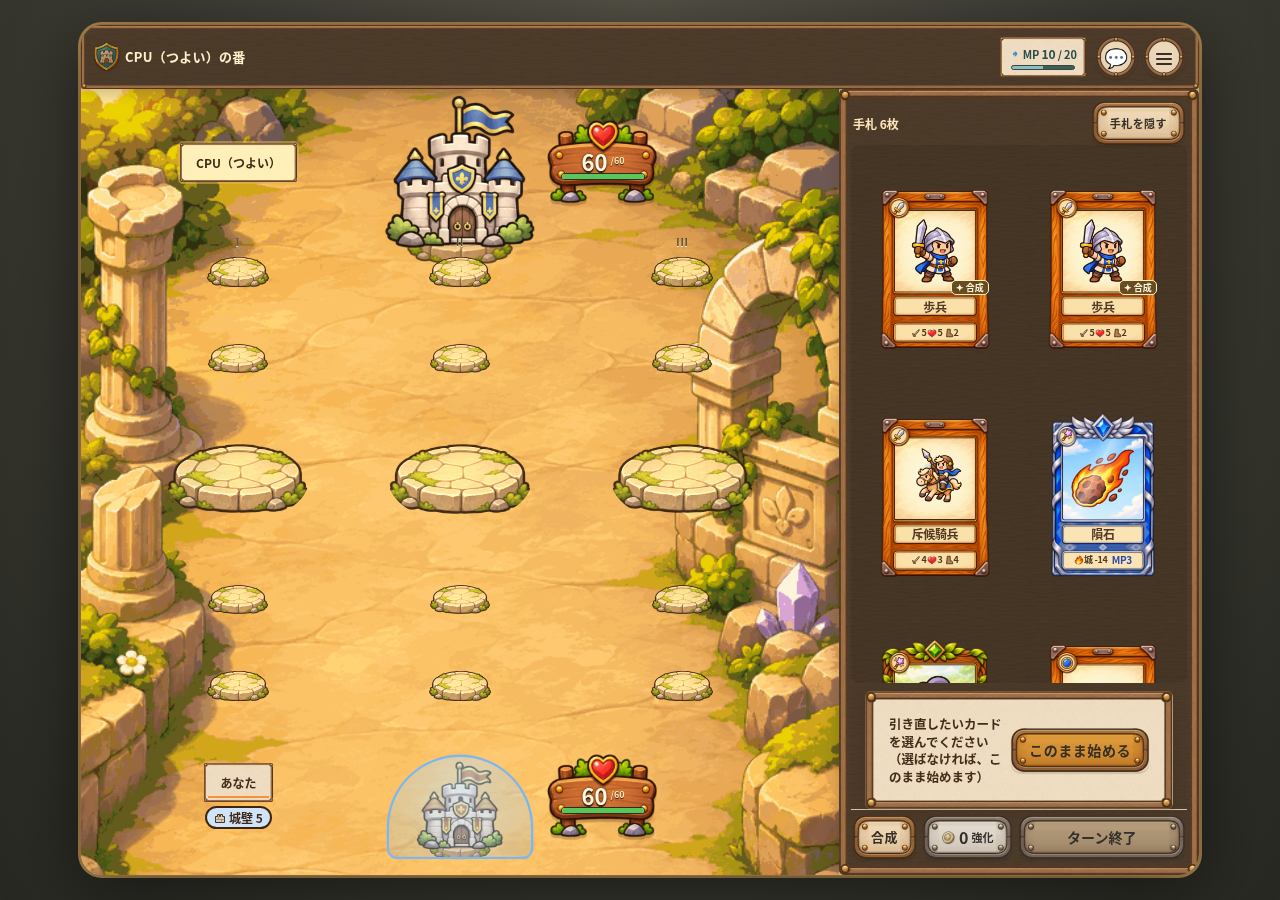 CPU（つよい）の番
MP 10 / 20
CPU（つよい）
60 /60
I
II
III
手札 6枚
手札を隠す
合成
歩兵
5 5 2
合成
歩兵
5 5 2
斥候騎兵
4 3 4
隕石
城 -14 MP3
引き直したいカード
を選んでください
（選ばなければ、こ
のまま始めます）
このまま始める
あなた
城壁 5
60 /60
合成
0 強化
ターン終了